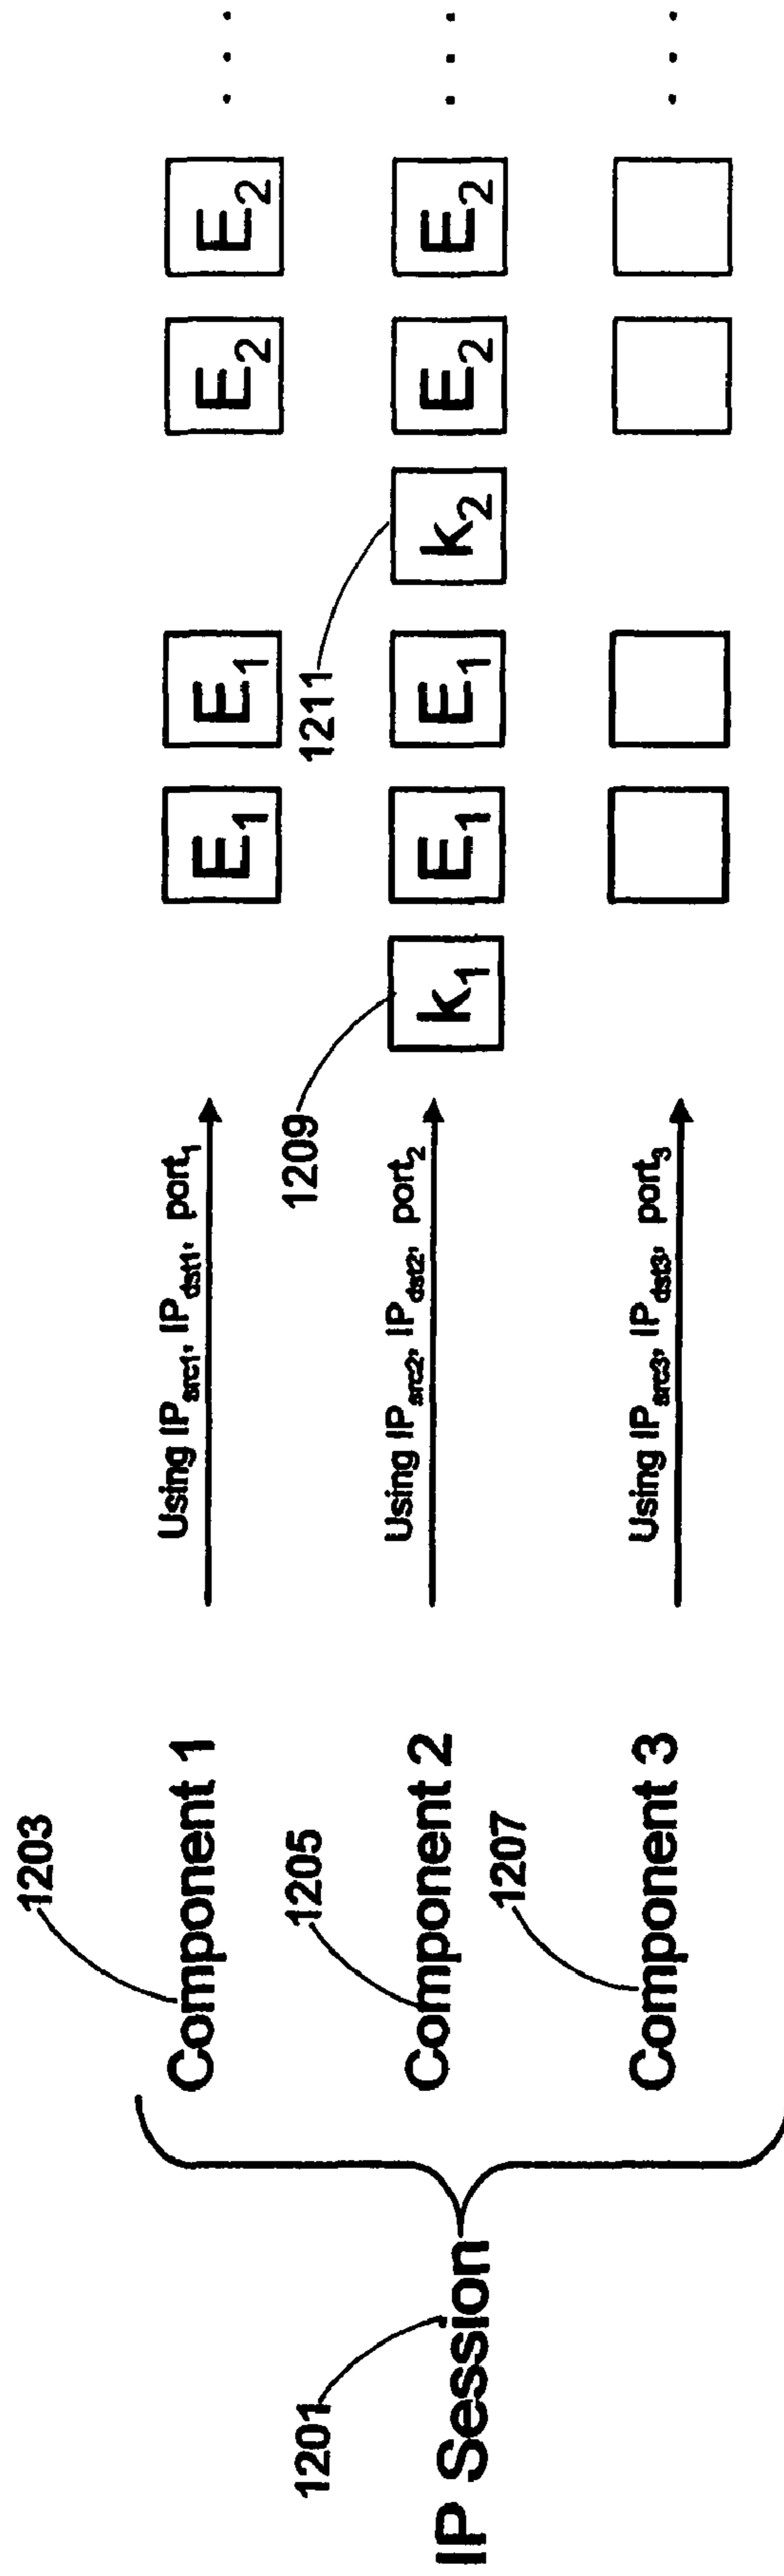 IP Session
1201
Component 1
1203
Component 2
1205
Component 3
1207
Using IPsrc1, IPdst1, port1
E1 E1 E2 E2 . . .
Using IPsrc2, IPdst2, port2
1209
1211
k1 E1 E1 k2 E2 E2 . . .
Using IPsrc3, IPdst3, port3
. . .